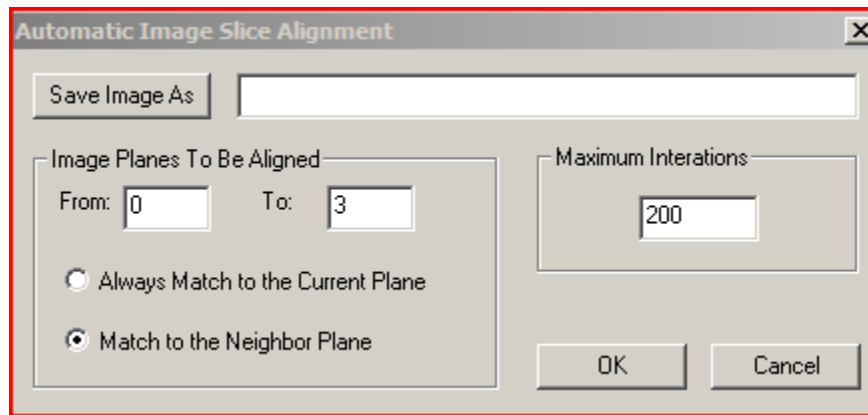 Automatic Image Slice Alignment
Save Image As
Image Planes To Be Aligned
From: 0 To: 3
Always Match to the Current Plane
Match to the Neighbor Plane
Maximum Interations
200
OK Cancel